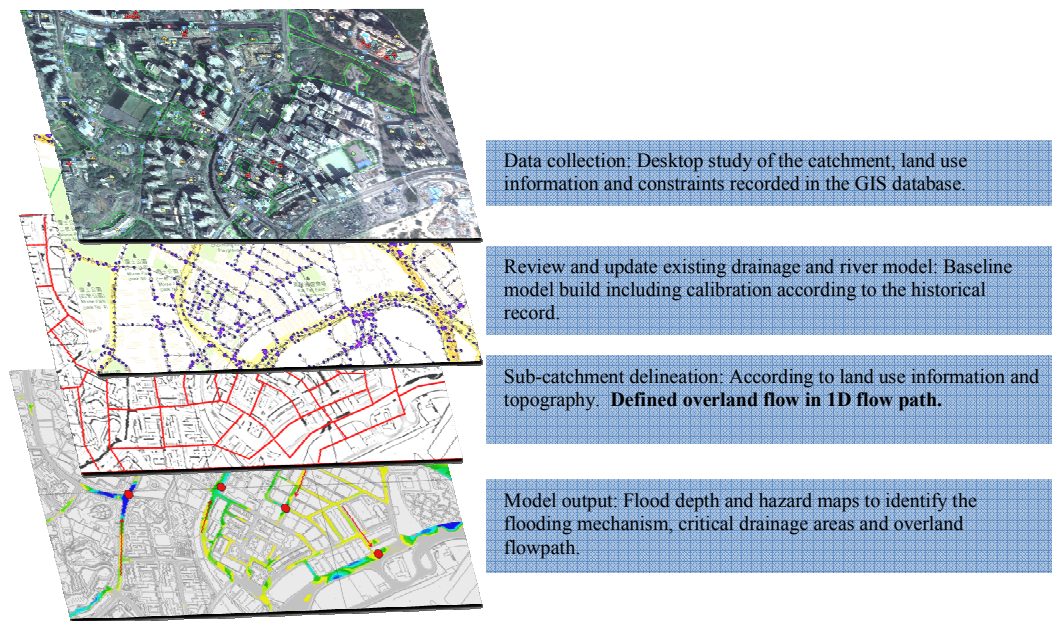 Data collection: Desktop study of the catchment, land use
information and constraints recorded in the GIS database.
Review and update existing drainage and river model: Baseline
model build including calibration according to the historical
record.
Sub-catchment delineation: According to land use information and
topography. Defined overland flow in 1D flow path.
Model output: Flood depth and hazard maps to identify the
flooding mechanism, critical drainage areas and overland
flowpath.